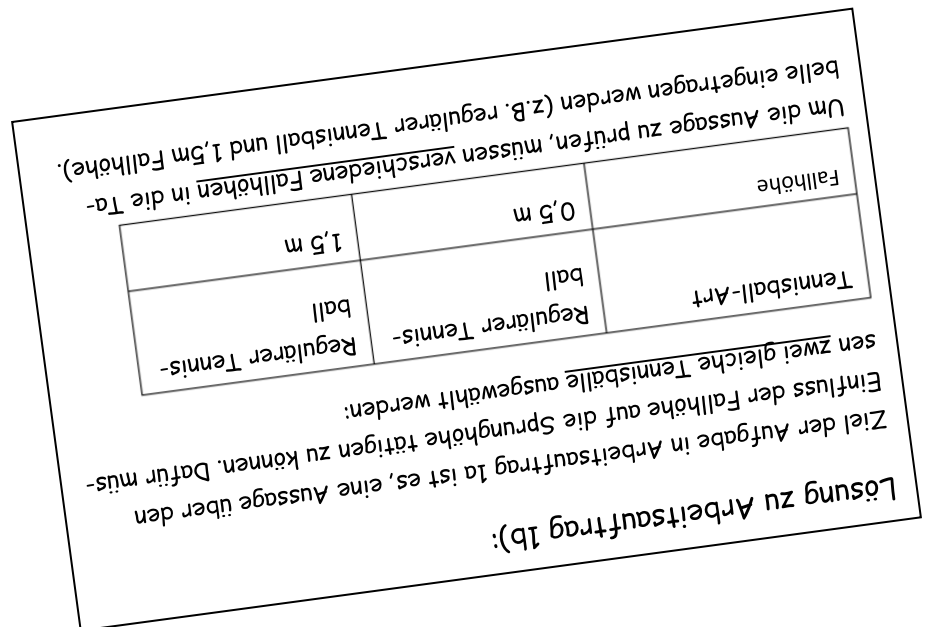 Lösung zu Arbeitsauftrag 1b):
Ziel der Aufgabe in Arbeitsauftrag 1a ist es, eine Aussage über den
Einfluss der Fallhöhe auf die Sprunghöhe tätigen zu können. Dafür müs-
sen zwei gleiche Tennisbälle ausgewählt werden:
Tennisball-Art
Regulärer Tennis-
ball
Regulärer Tennis-
ball
Fallhöhe
0,5 m
1,5 m
Um die Aussage zu prüfen, müssen verschiedene Fallhöhen in die Ta-
belle eingetragen werden (z.B. regulärer Tennisball und 1,5m Fallhöhe).